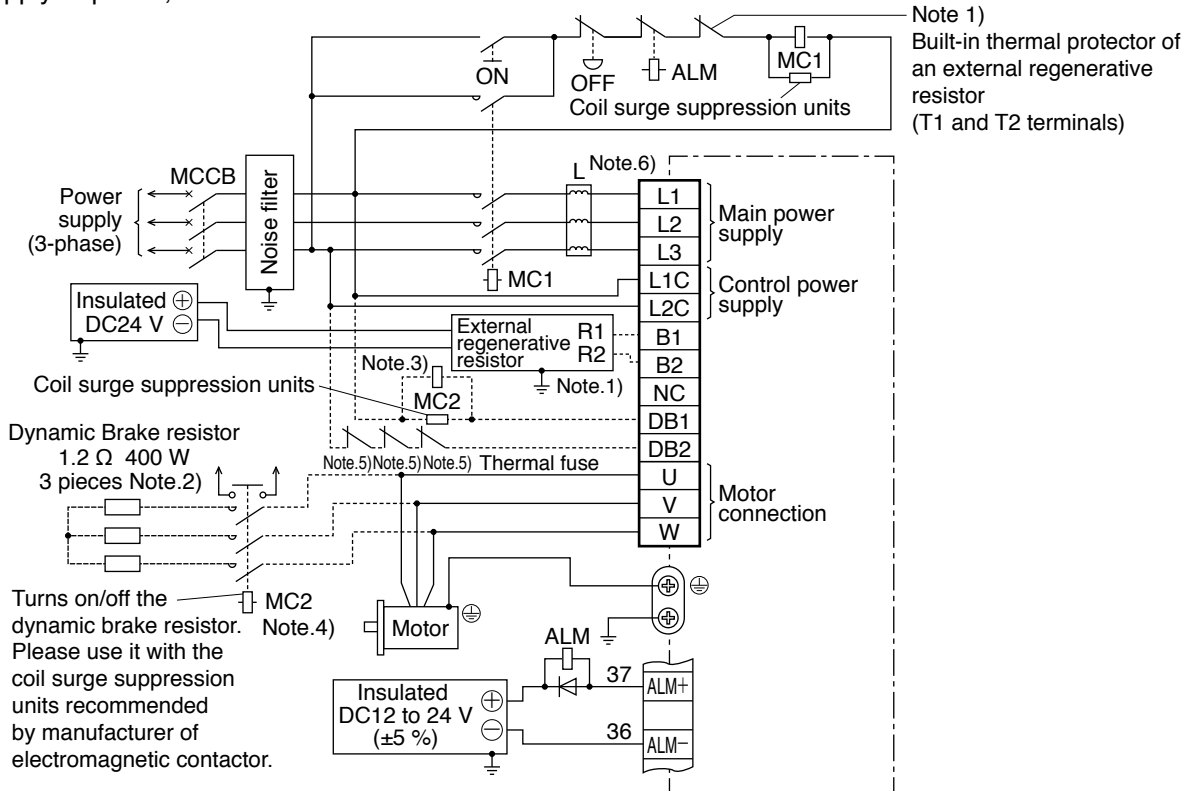 Note 1)
Built-in thermal protector of
an external regenerative
resistor
(T1 and T2 terminals)
ON
OFF
ALM
MC1
Coil surge suppression units
MCCB
Noise filter
L
Note.6)
Power
supply
(3-phase)
MC1
L1
L2
L3
L1C
L2C
B1
B2
NC
DB1
DB2
U
V
W
Main power
supply
Control power
supply
Motor
connection
Insulated ⊕
DC24 V ⊖
External
regenerative
resistor
R1
R2
Note.1)
Note.3)
MC2
Coil surge suppression units
Note.5) Note.5) Note.5) Thermal fuse
Dynamic Brake resistor
1.2 Ω 400 W
3 pieces Note.2)
MC2
Note.4)
Turns on/off the
dynamic brake resistor.
Please use it with the
coil surge suppression
units recommended
by manufacturer of
electromagnetic contactor.
Motor
ALM
Insulated ⊕
DC12 to 24 V
(±5 %) ⊖
37
ALM+
36
ALM−